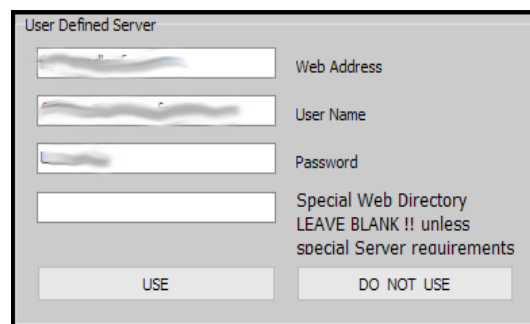 User Defined Server
Web Address
User Name
Password
Special Web Directory
LEAVE BLANK !! unless
special Server requirements
USE
DO NOT USE